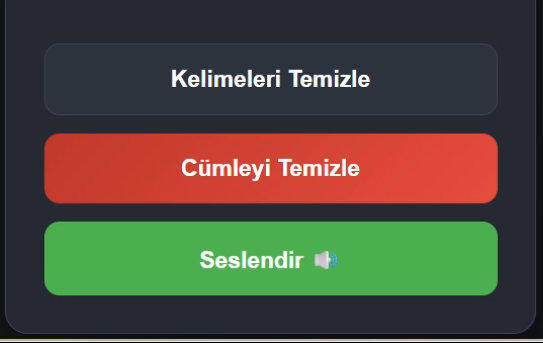 Kelimeleri Temizle
Cümleyi Temizle
Seslendir 🔊